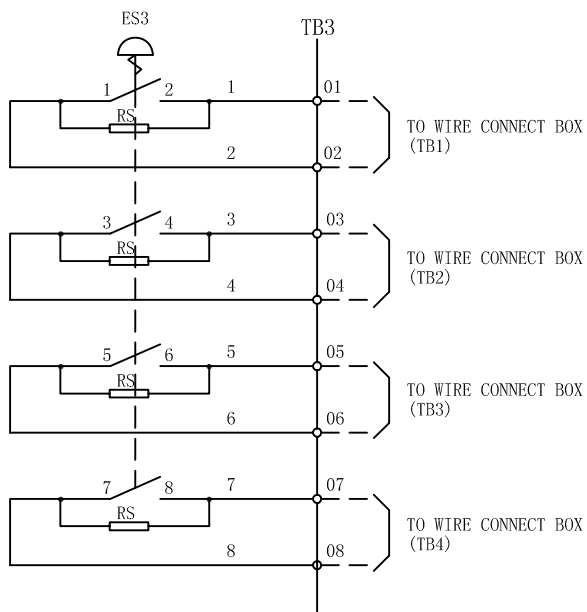 ES3
TB3
1 2 1 01
RS
TO WIRE CONNECT BOX
(TB1)
2 02
3 4 3 03
RS
TO WIRE CONNECT BOX
(TB2)
4 04
5 6 5 05
RS
TO WIRE CONNECT BOX
(TB3)
6 06
7 8 7 07
RS
TO WIRE CONNECT BOX
(TB4)
8 08